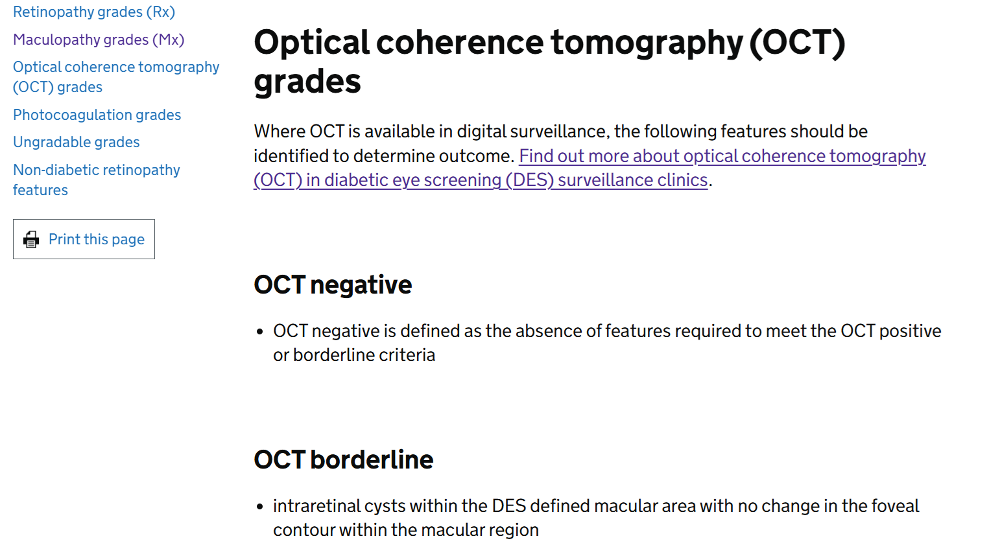 Retinopathy grades (Rx)
Maculopathy grades (Mx)
Optical coherence tomography
(OCT) grades
Photocoagulation grades
Ungradable grades
Non-diabetic retinopathy
features
Print this page
Optical coherence tomography (OCT)
grades
Where OCT is available in digital surveillance, the following features should be
identified to determine outcome. Find out more about optical coherence tomography
(OCT) in diabetic eye screening (DES) surveillance clinics.
OCT negative
• OCT negative is defined as the absence of features required to meet the OCT positive
or borderline criteria
OCT borderline
• intraretinal cysts within the DES defined macular area with no change in the foveal
contour within the macular region